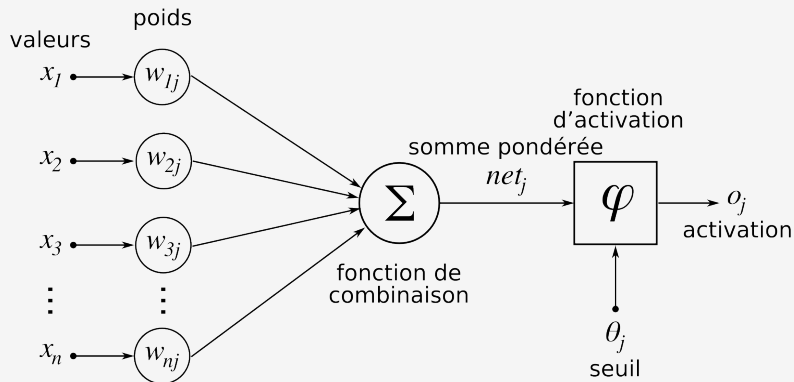 poids
valeurs
x1 w1j
fonction
d'activation
x2 w2j
somme pondérée
netj
Σ
φ
oj
activation
x3 w3j
fonction de
combinaison
⋮ ⋮
θj
seuil
xn wnj